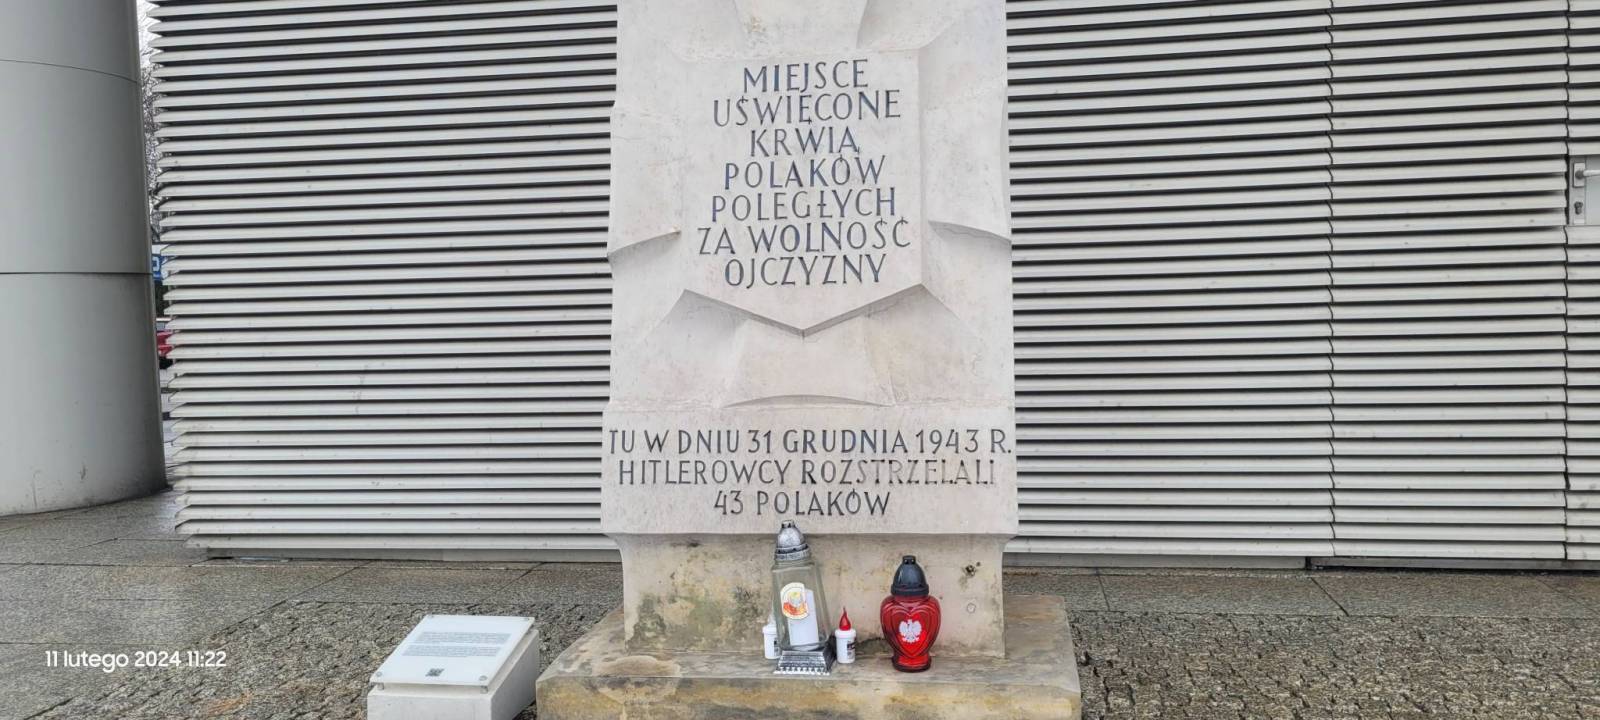 MIEJSCE
UŚWIĘCONE
KRWIĄ
POLAKÓW
POLEGŁYCH
ZA WOLNOŚĆ
OJCZYZNY
TU W DNIU 31 GRUDNIA 1943 R.
HITLEROWCY ROZSTRZELALI
43 POLAKÓW
11 lutego 2024 11:22